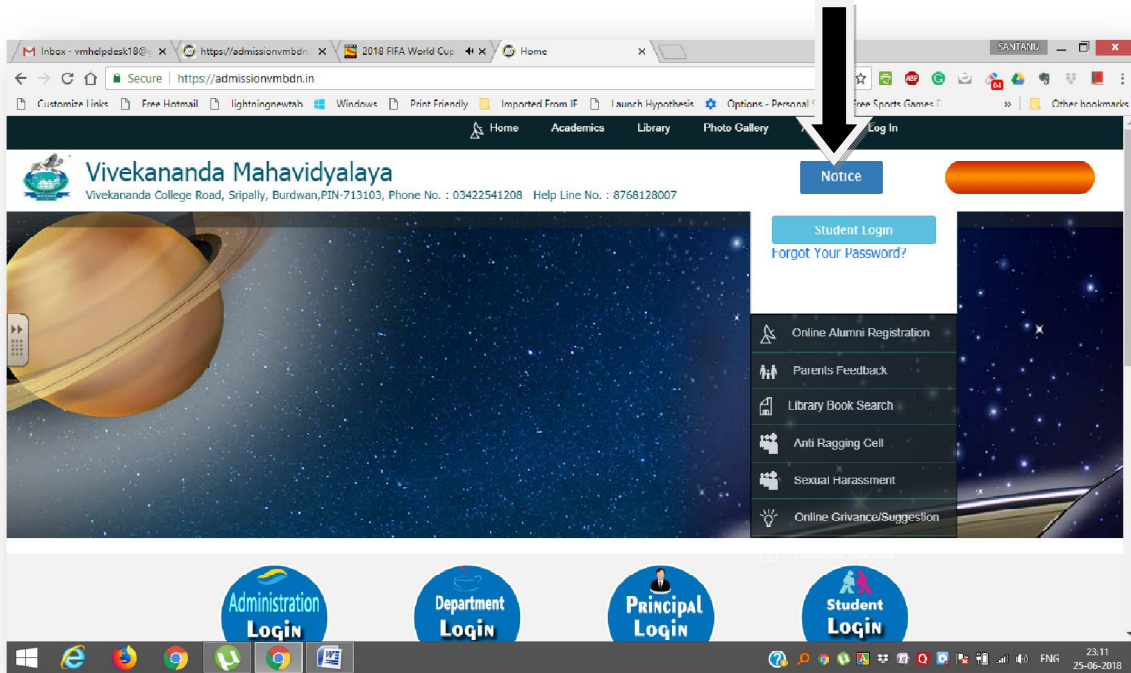 SANTANU
Inbox - vmhelpdesk18@g
https://admissionvmbdn.
2018 FIFA World Cup
Home
Secure | https://admissionvmbdn.in
Customize Links
Free Hotmail
lightningnewtab
Windows
Print Friendly
Imported From IE
Launch Hypothesis
Options - Personal
Free Sports Games
»
Other bookmarks
Home
Academics
Library
Photo Gallery
Log In
Vivekananda Mahavidyalaya
Vivekananda College Road, Sripally, Burdwan,PIN-713103, Phone No. : 03422541208 Help Line No. : 8768128007
Notice
Student Login
Forgot Your Password?
Online Alumni Registration
Parents Feedback
Library Book Search
Anti Ragging Cell
Sexual Harassment
Online Grivance/Suggestion
Administration
Login
Department
Login
Principal
Login
Student
Login
ENG
23:11
25-06-2018